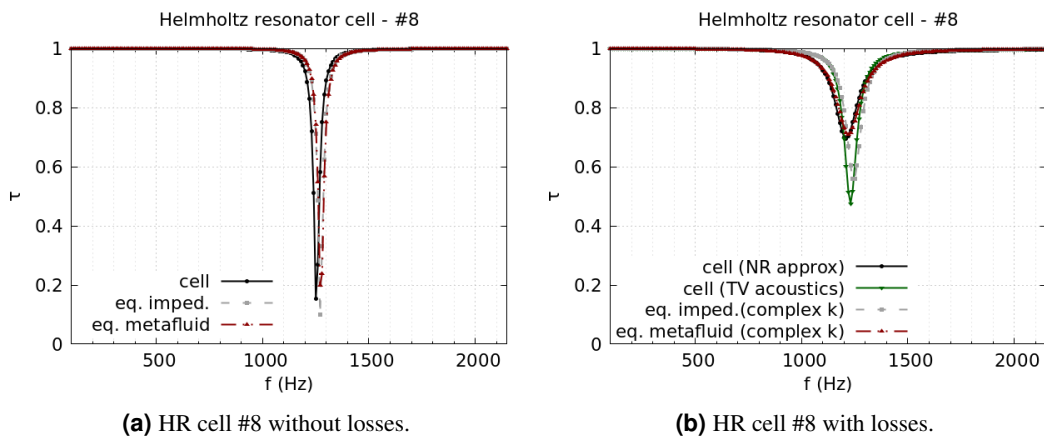 Helmholtz resonator cell - #8
1
0.8
0.6
τ
0.4
0.2
0
cell
eq. imped.
eq. metafluid
500 1000 1500 2000
f (Hz)
(a) HR cell #8 without losses.
Helmholtz resonator cell - #8
1
0.8
0.6
τ
0.4
0.2
0
cell (NR approx)
cell (TV acoustics)
eq. imped.(complex k)
eq. metafluid (complex k)
500 1000 1500 2000
f (Hz)
(b) HR cell #8 with losses.